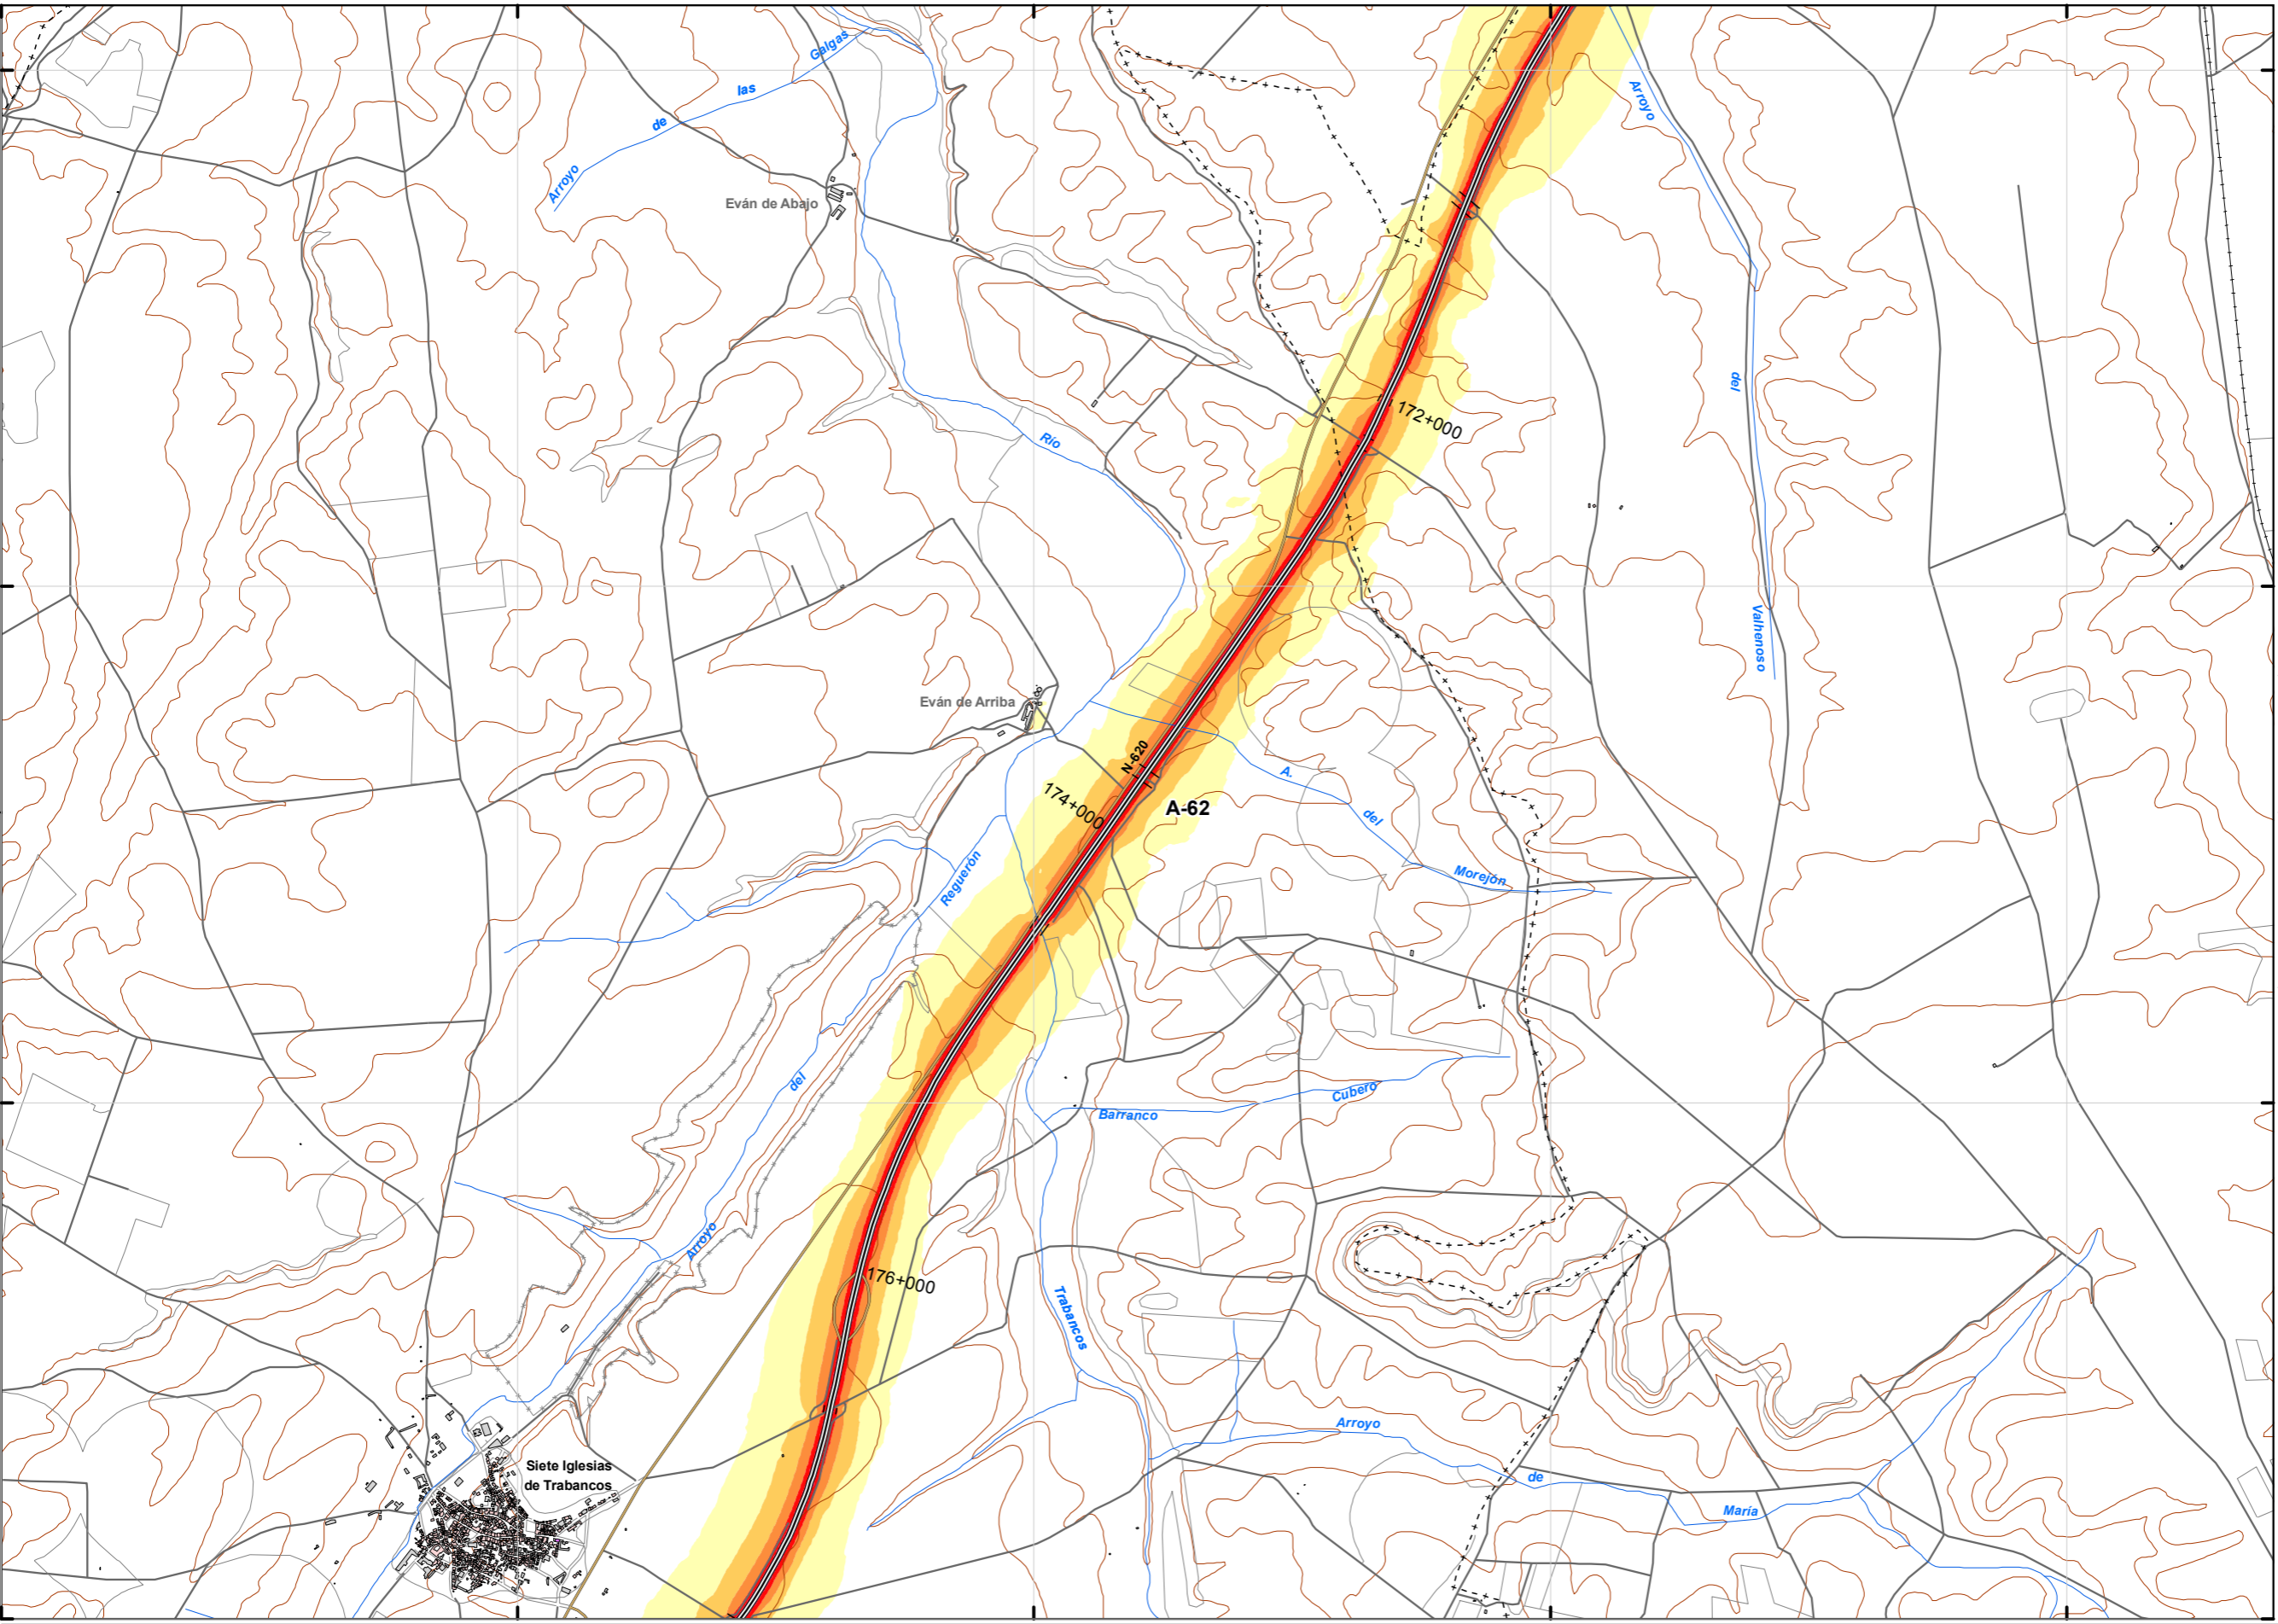 Arroyo
de
las
Galgas
Arroyo
Eván de Abajo
172+000
del
Río
Valhenoso
Eván de Arriba
N-620
A.
174+000
A-62
del
Reguerón
Morejón
del
Cubero
Barranco
Arroyo
176+000
Trabancos
Arroyo
Siete Iglesias
de Trabancos
de
María